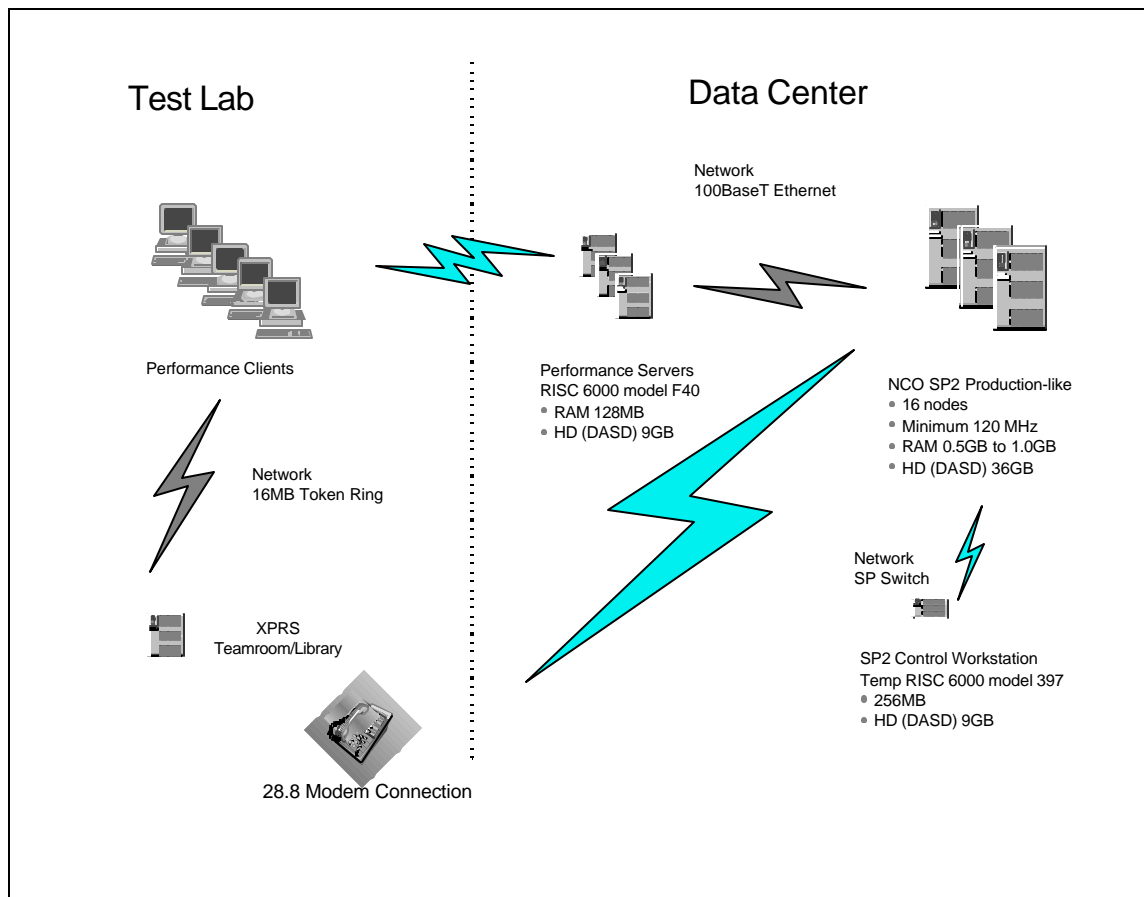 Test Lab
Data Center
Network
100BaseT Ethernet
Performance Clients
Performance Servers
RISC 6000 model F40
• RAM 128MB
• HD (DASD) 9GB
NCO SP2 Production-like
• 16 nodes
• Minimum 120 MHz
• RAM 0.5GB to 1.0GB
• HD (DASD) 36GB
Network
16MB Token Ring
Network
SP Switch
XPRS
Teamroom/Library
SP2 Control Workstation
Temp RISC 6000 model 397
• 256MB
• HD (DASD) 9GB
28.8 Modem Connection